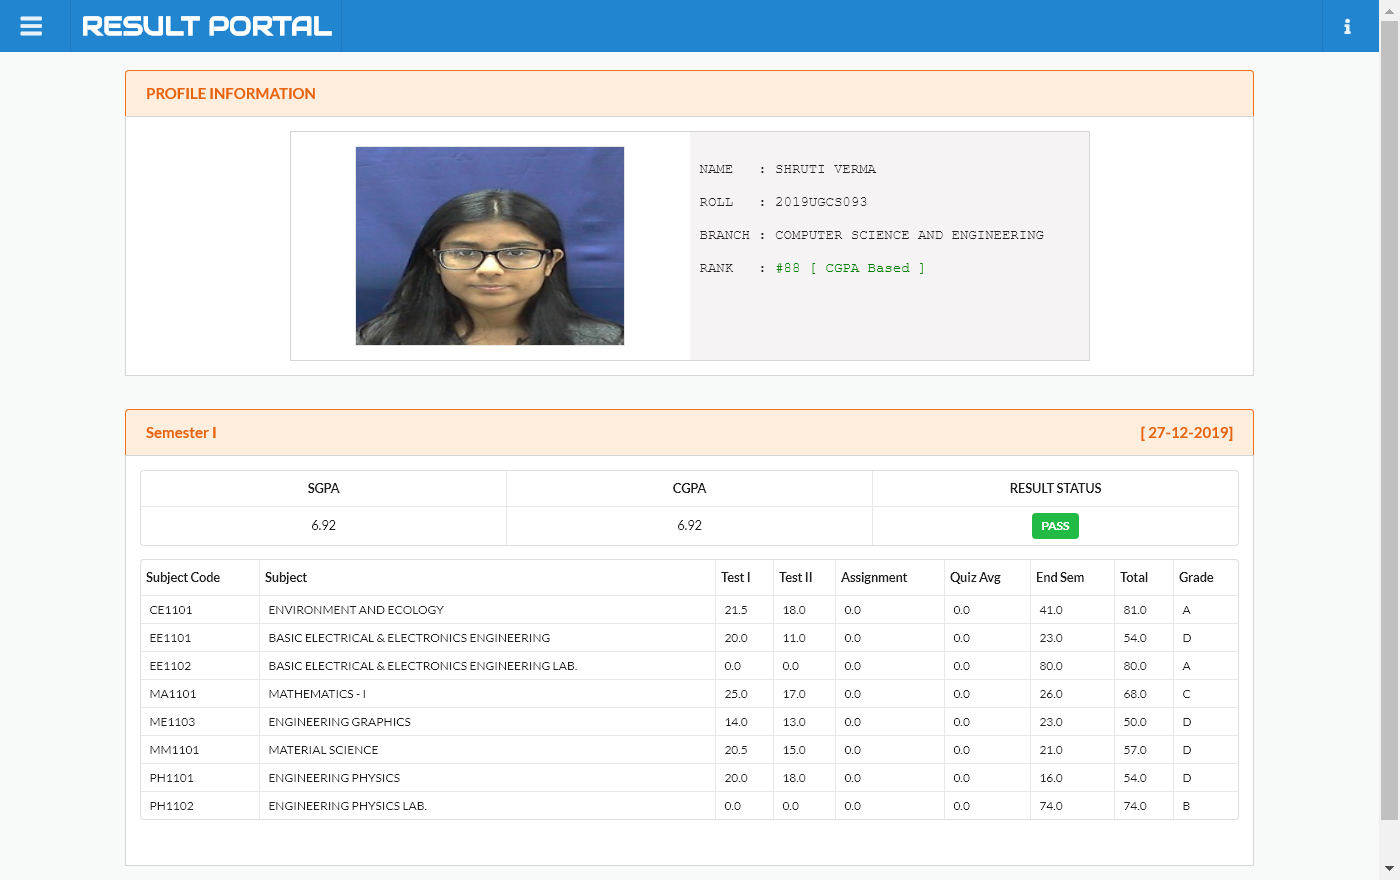 RESULT PORTAL
PROFILE INFORMATION
NAME : SHRUTI VERMA
ROLL : 2019UGCS093
BRANCH : COMPUTER SCIENCE AND ENGINEERING
RANK : #88 [ CGPA Based ]
Semester I [ 27-12-2019]
SGPA CGPA RESULT STATUS
6.92 6.92 PASS
Subject Code Subject Test I Test II Assignment Quiz Avg End Sem Total Grade
CE1101 ENVIRONMENT AND ECOLOGY 21.5 18.0 0.0 0.0 41.0 81.0 A
EE1101 BASIC ELECTRICAL & ELECTRONICS ENGINEERING 20.0 11.0 0.0 0.0 23.0 54.0 D
EE1102 BASIC ELECTRICAL & ELECTRONICS ENGINEERING LAB. 0.0 0.0 0.0 0.0 80.0 80.0 A
MA1101 MATHEMATICS - I 25.0 17.0 0.0 0.0 26.0 68.0 C
ME1103 ENGINEERING GRAPHICS 14.0 13.0 0.0 0.0 23.0 50.0 D
MM1101 MATERIAL SCIENCE 20.5 15.0 0.0 0.0 21.0 57.0 D
PH1101 ENGINEERING PHYSICS 20.0 18.0 0.0 0.0 16.0 54.0 D
PH1102 ENGINEERING PHYSICS LAB. 0.0 0.0 0.0 0.0 74.0 74.0 B